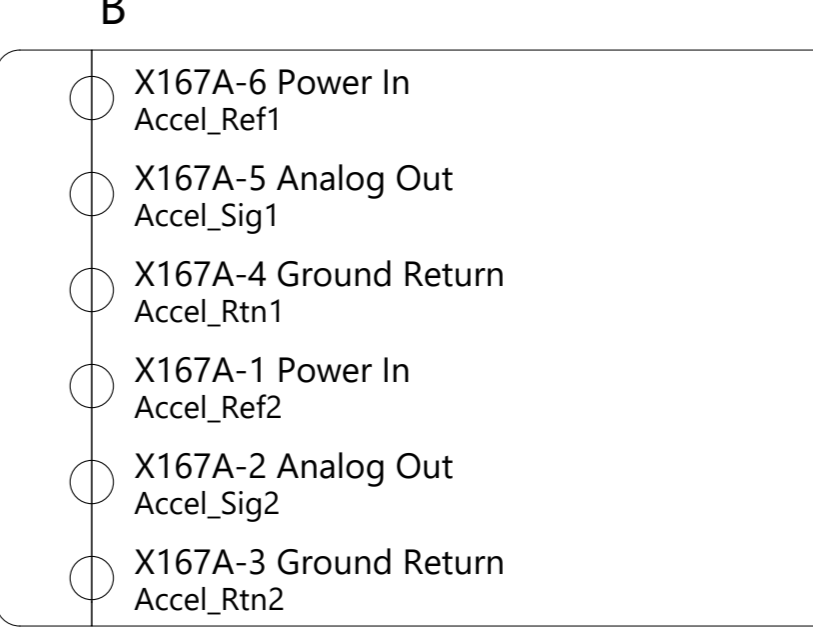 B
X167A-6 Power In
Accel_Ref1
X167A-5 Analog Out
Accel_Sig1
X167A-4 Ground Return
Accel_Rtn1
X167A-1 Power In
Accel_Ref2
X167A-2 Analog Out
Accel_Sig2
X167A-3 Ground Return
Accel_Rtn2